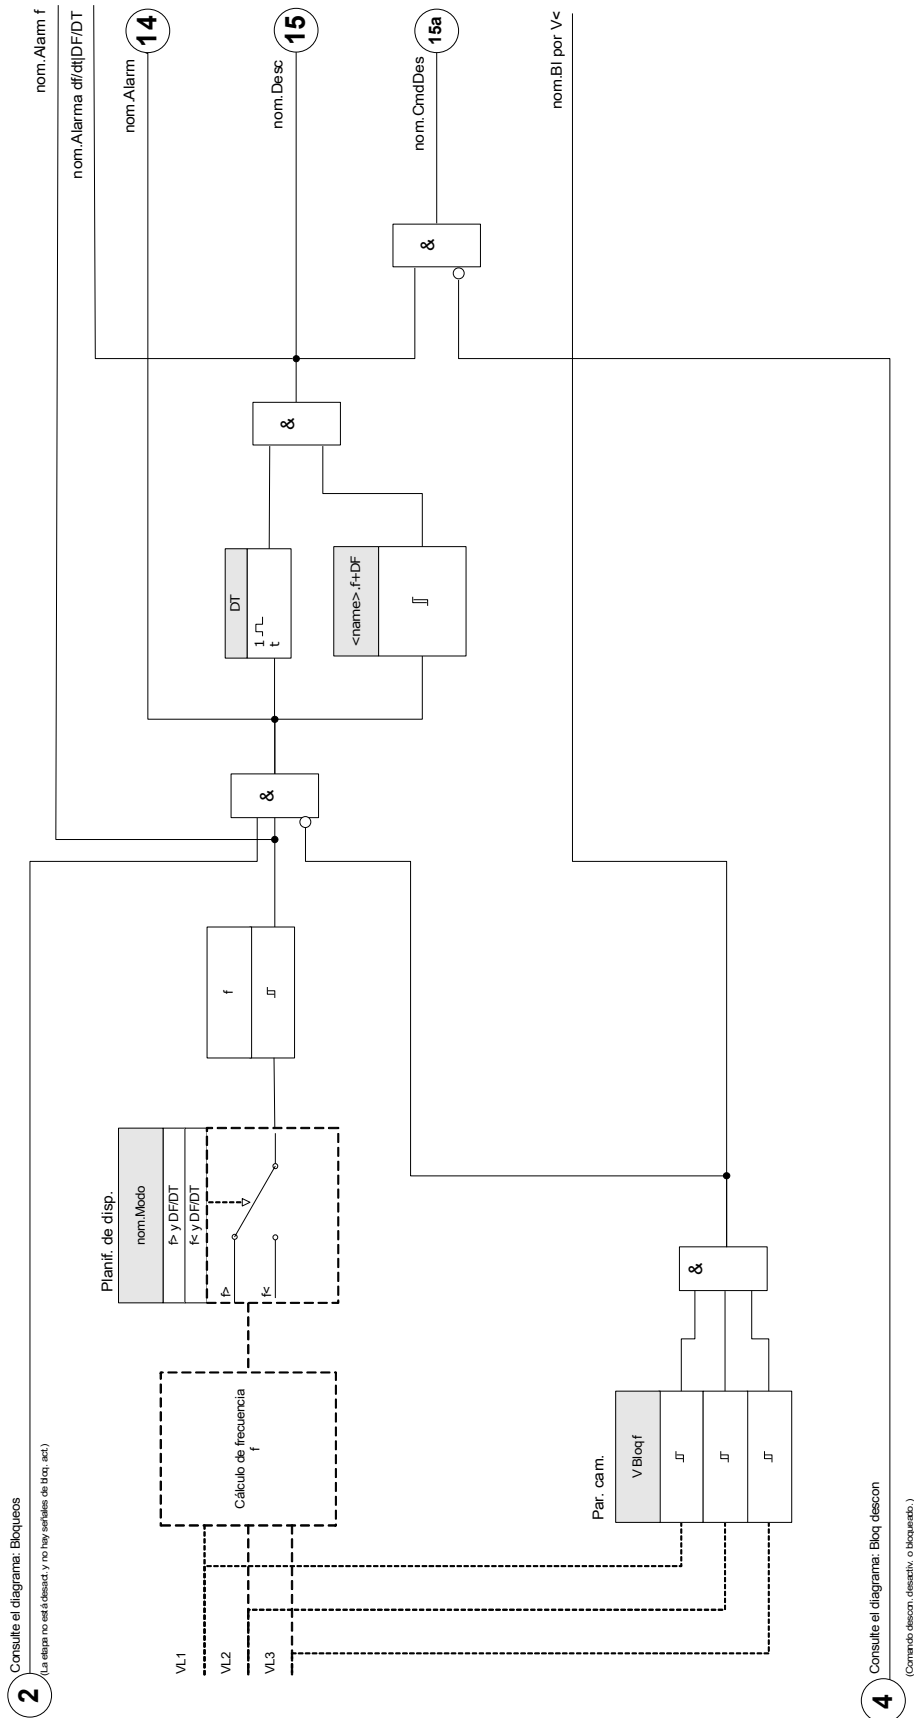 2
Consulte el diagrama: Bloqueos
(La etapa no está desact. y no hay señales de bloq. act.)
nom.Alarm f
nom.Alarma df/dt|DF/DT
nom.Alarm
14
nom.Desc
15
nom.CmdDes
15a
nom.Bl por V<
Planif. de disp.
nom.Modo
f> y DF/DT
f< y DF/DT
f>
f<
f
&
DT
1
t
<name>.f+DF
&
&
Cálculo de frecuencia
f
VL1
VL2
VL3
Par. cam.
V Bloq f
&
4
Consulte el diagrama: Bloq descon
(Comando descon. desactiv. o bloqueado.)